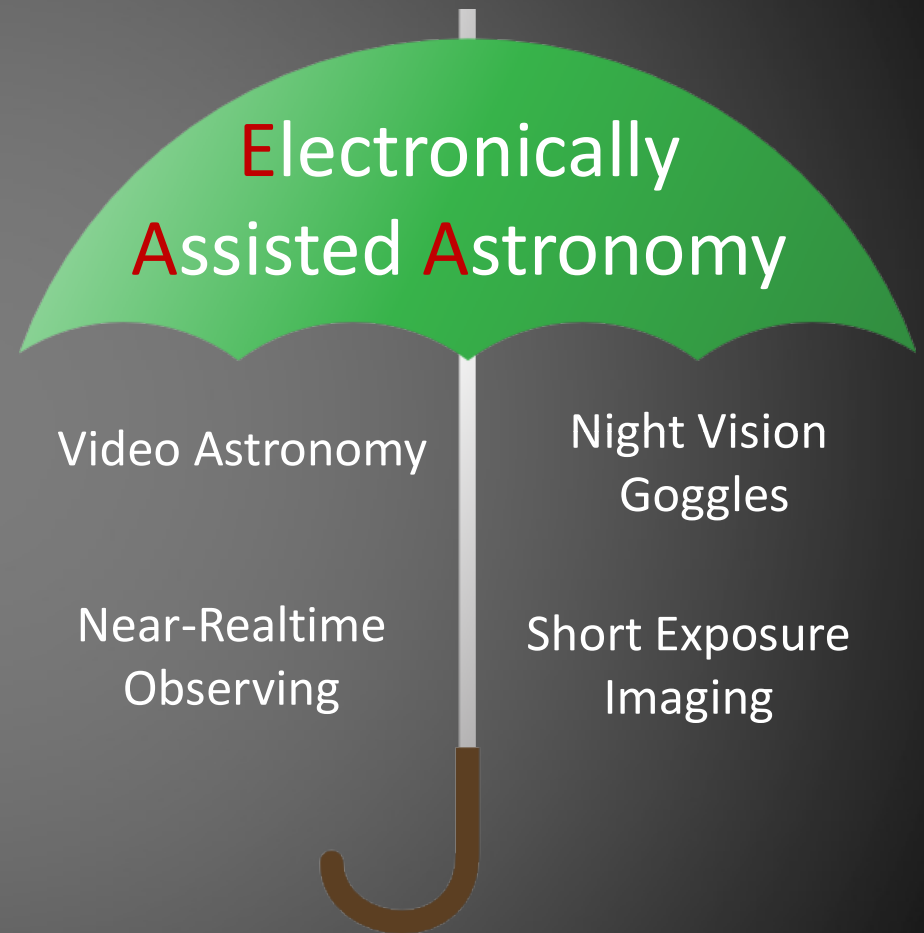 Electronically
Assisted Astronomy
Video Astronomy
Night Vision
Goggles
Near-Realtime
Observing
Short Exposure
Imaging